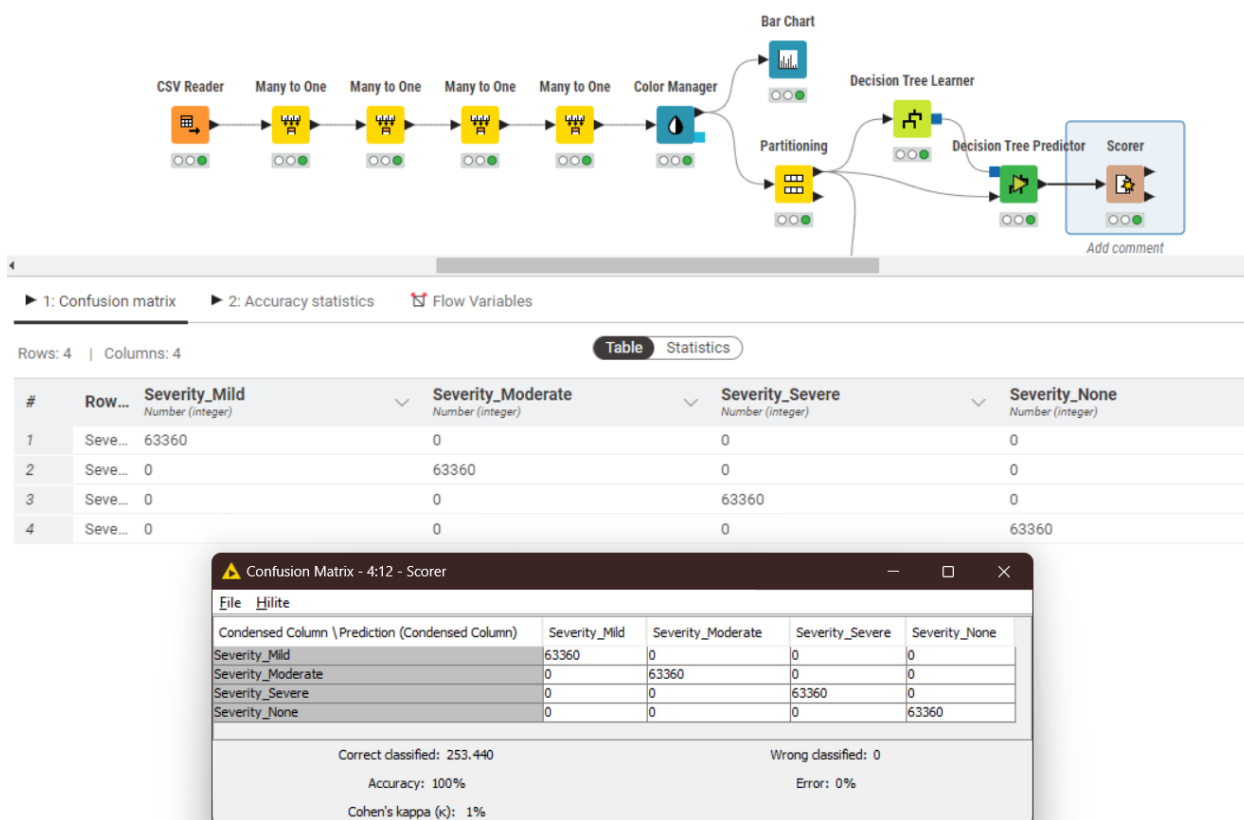 Bar Chart
CSV Reader Many to One Many to One Many to One Many to One Color Manager Decision Tree Learner
Partitioning Decision Tree Predictor Scorer
Add comment
1: Confusion matrix 2: Accuracy statistics Flow Variables
Rows: 4 | Columns: 4 Table Statistics
# Row... Severity_Mild Severity_Moderate Severity_Severe Severity_None
Number (integer) Number (integer) Number (integer) Number (integer)
1 Seve... 63360 0 0 0
2 Seve... 0 63360 0 0
3 Seve... 0 0 63360 0
4 Seve... 0 0 0 63360
Confusion Matrix - 4:12 - Scorer
File Hilite
Condensed Column \ Prediction (Condensed Column) Severity_Mild Severity_Moderate Severity_Severe Severity_None
Severity_Mild 63360 0 0 0
Severity_Moderate 0 63360 0 0
Severity_Severe 0 0 63360 0
Severity_None 0 0 0 63360
Correct classified: 253.440 Wrong classified: 0
Accuracy: 100% Error: 0%
Cohen's kappa (κ): 1%